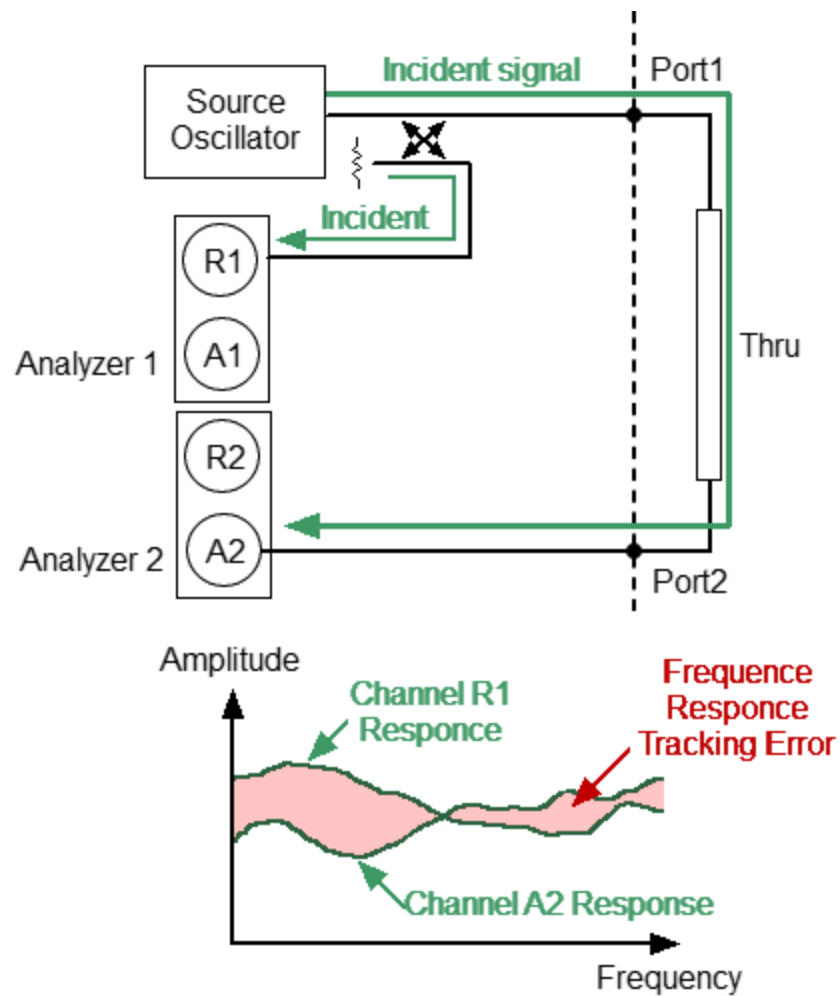 Incident signal
Port1
Source
Oscillator
Incident
R1
A1
Analyzer 1
Thru
R2
A2
Analyzer 2
Port2
Amplitude
Channel R1
Responce
Frequence
Responce
Tracking Error
Channel A2 Response
Frequency